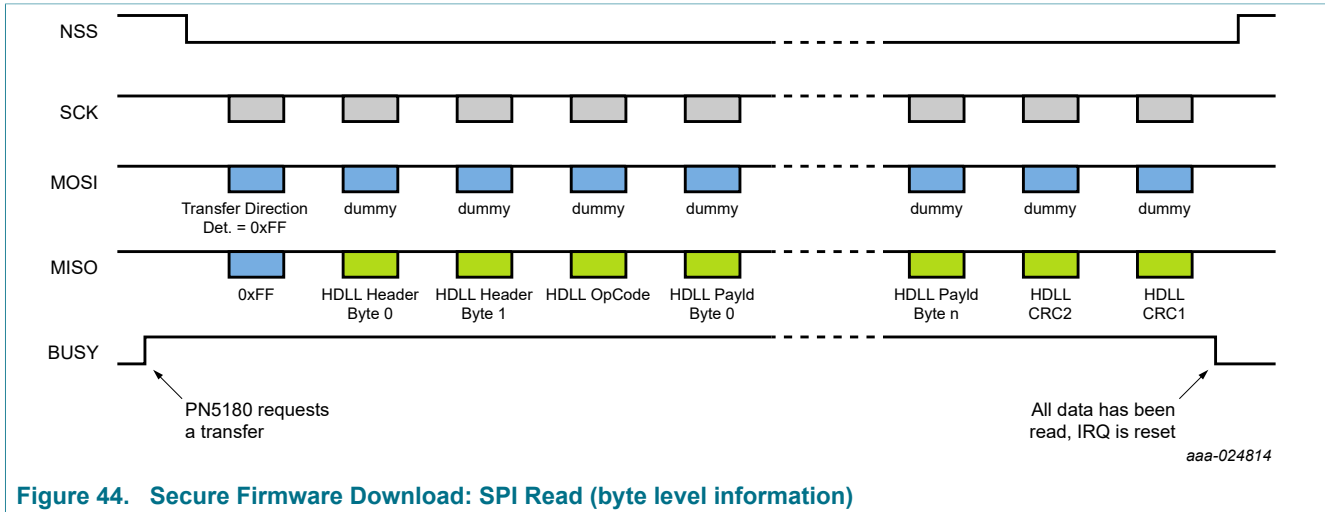 NSS
SCK
MOSI
Transfer Direction
Det. = 0xFF
dummy
dummy
dummy
dummy
dummy
dummy
dummy
MISO
0xFF
HDLL Header
Byte 0
HDLL Header
Byte 1
HDLL OpCode
HDLL Payld
Byte 0
HDLL Payld
Byte n
HDLL
CRC2
HDLL
CRC1
BUSY
PN5180 requests
a transfer
All data has been
read, IRQ is reset
aaa-024814
Figure 44. Secure Firmware Download: SPI Read (byte level information)